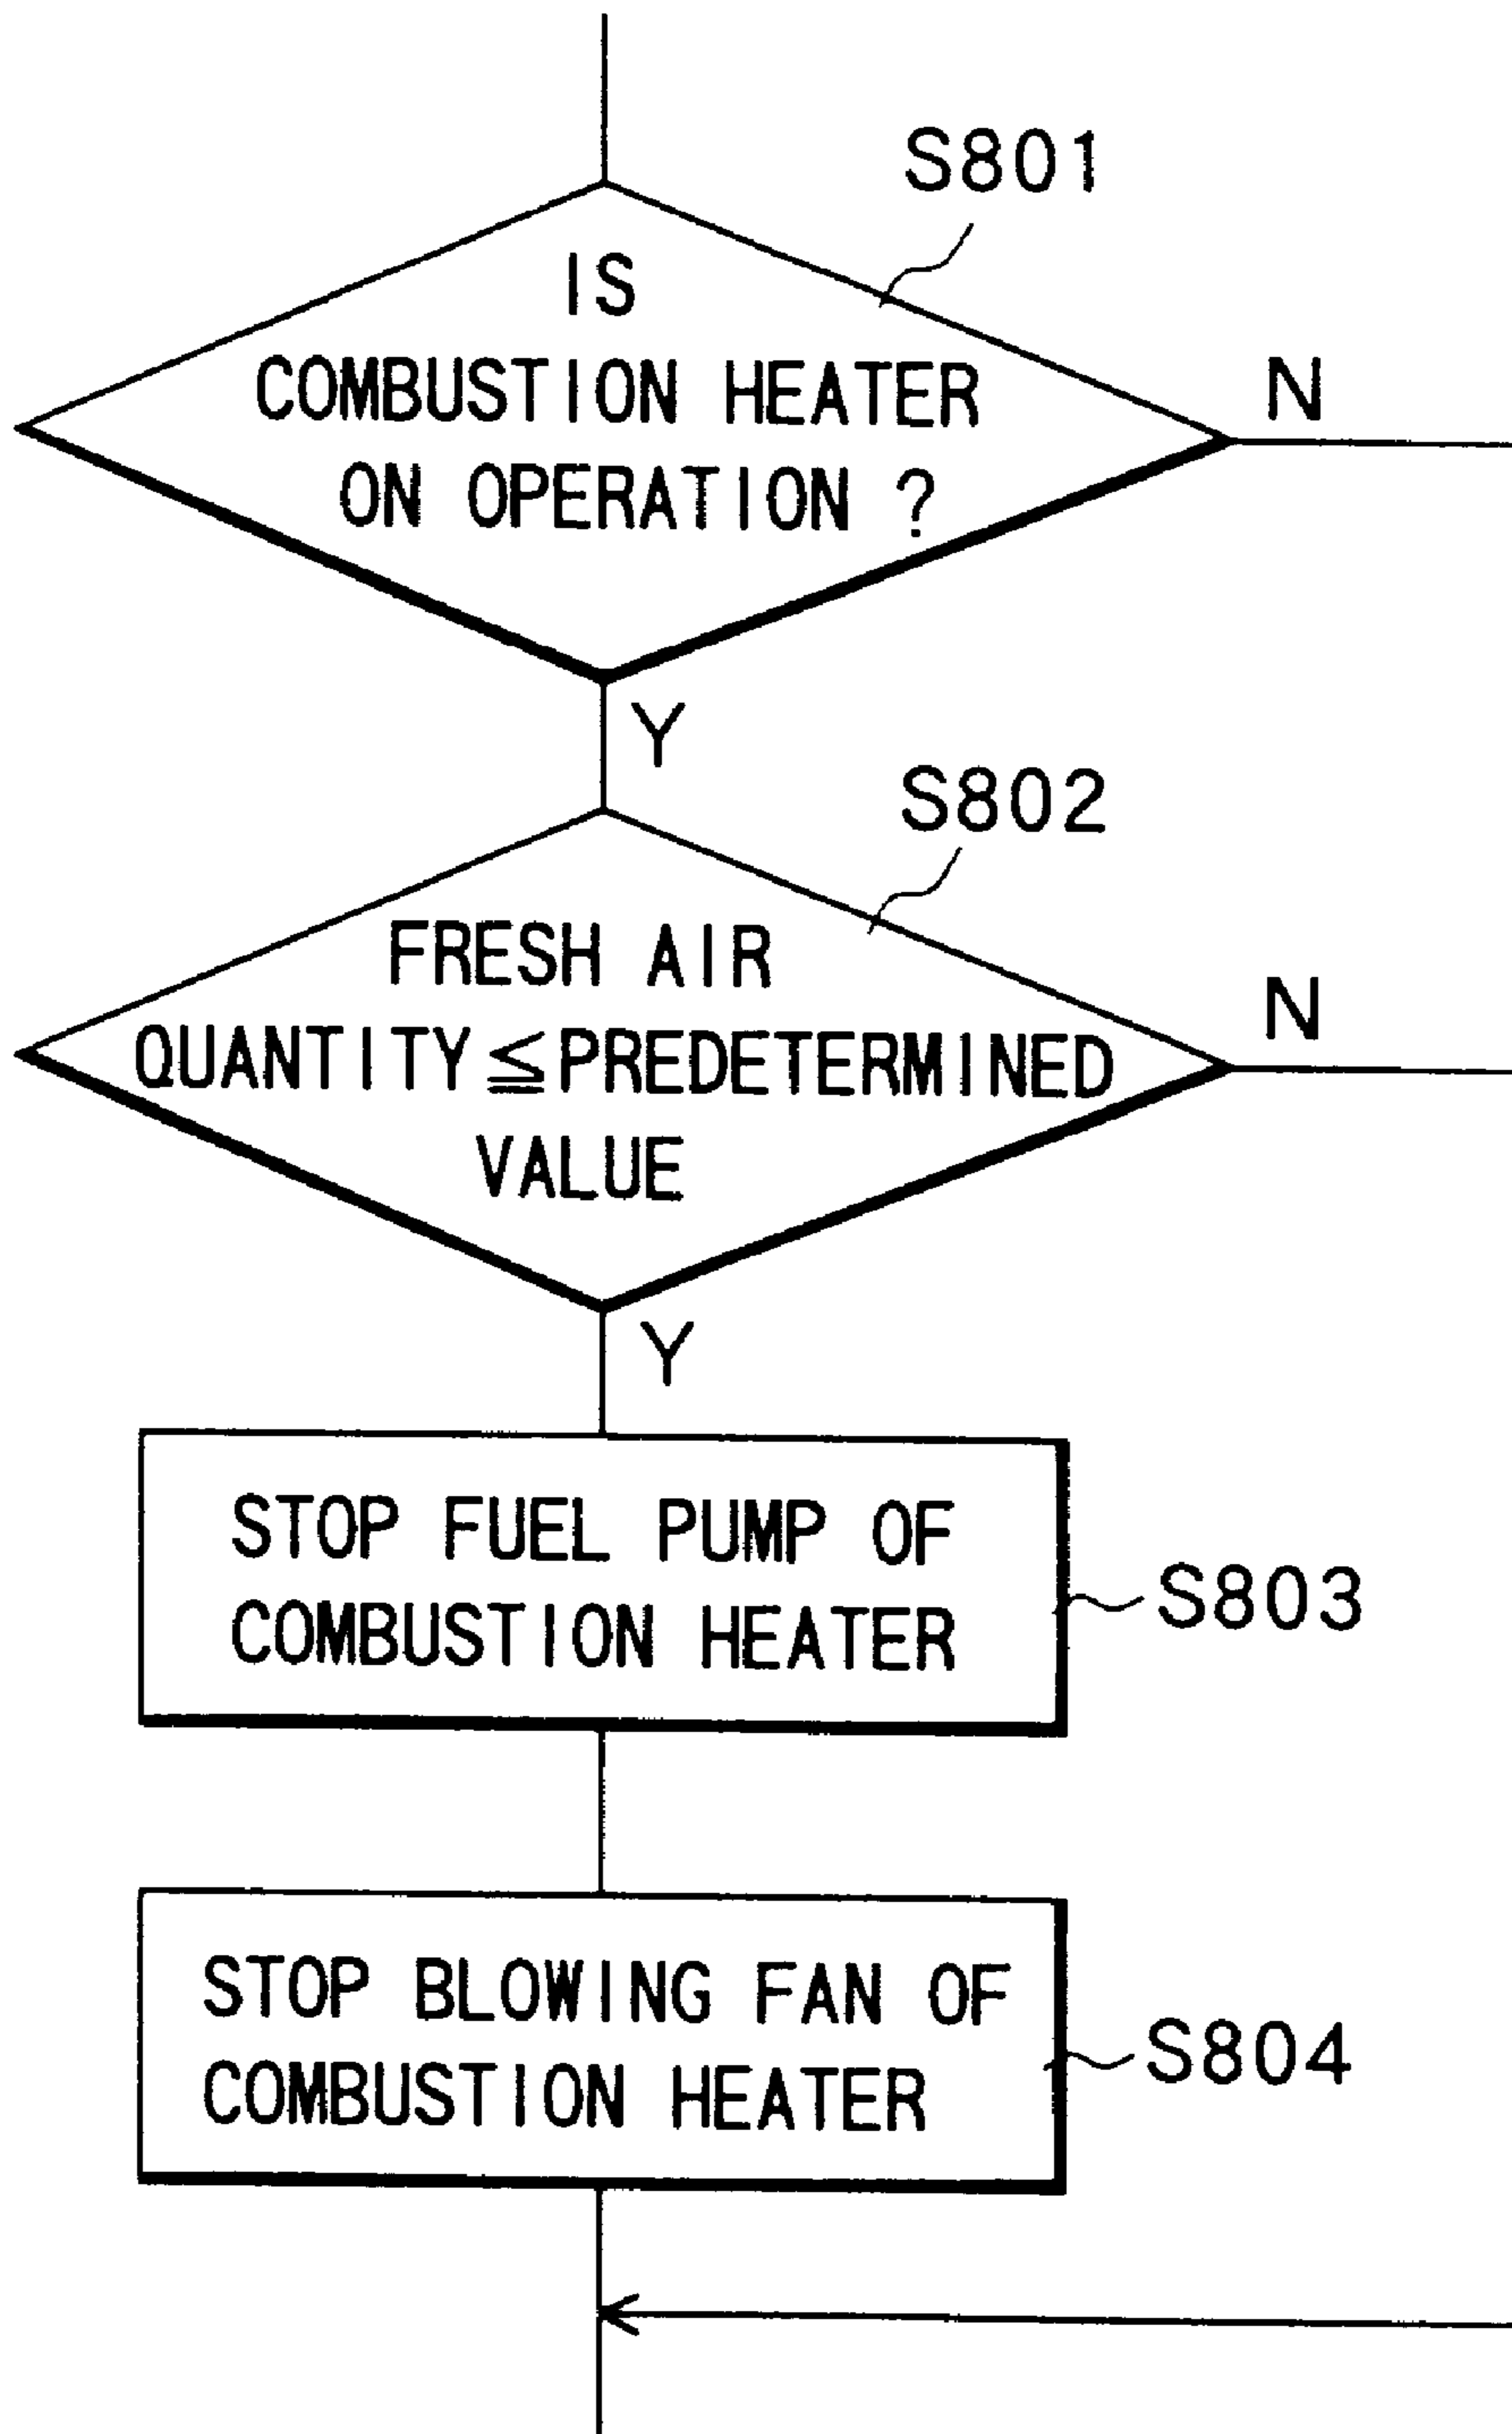 S801
IS
COMBUSTION HEATER
ON OPERATION ?
N
Y
S802
FRESH AIR
QUANTITY≦PREDETERMINED
VALUE
N
Y
STOP FUEL PUMP OF
COMBUSTION HEATER
S803
STOP BLOWING FAN OF
COMBUSTION HEATER
S804